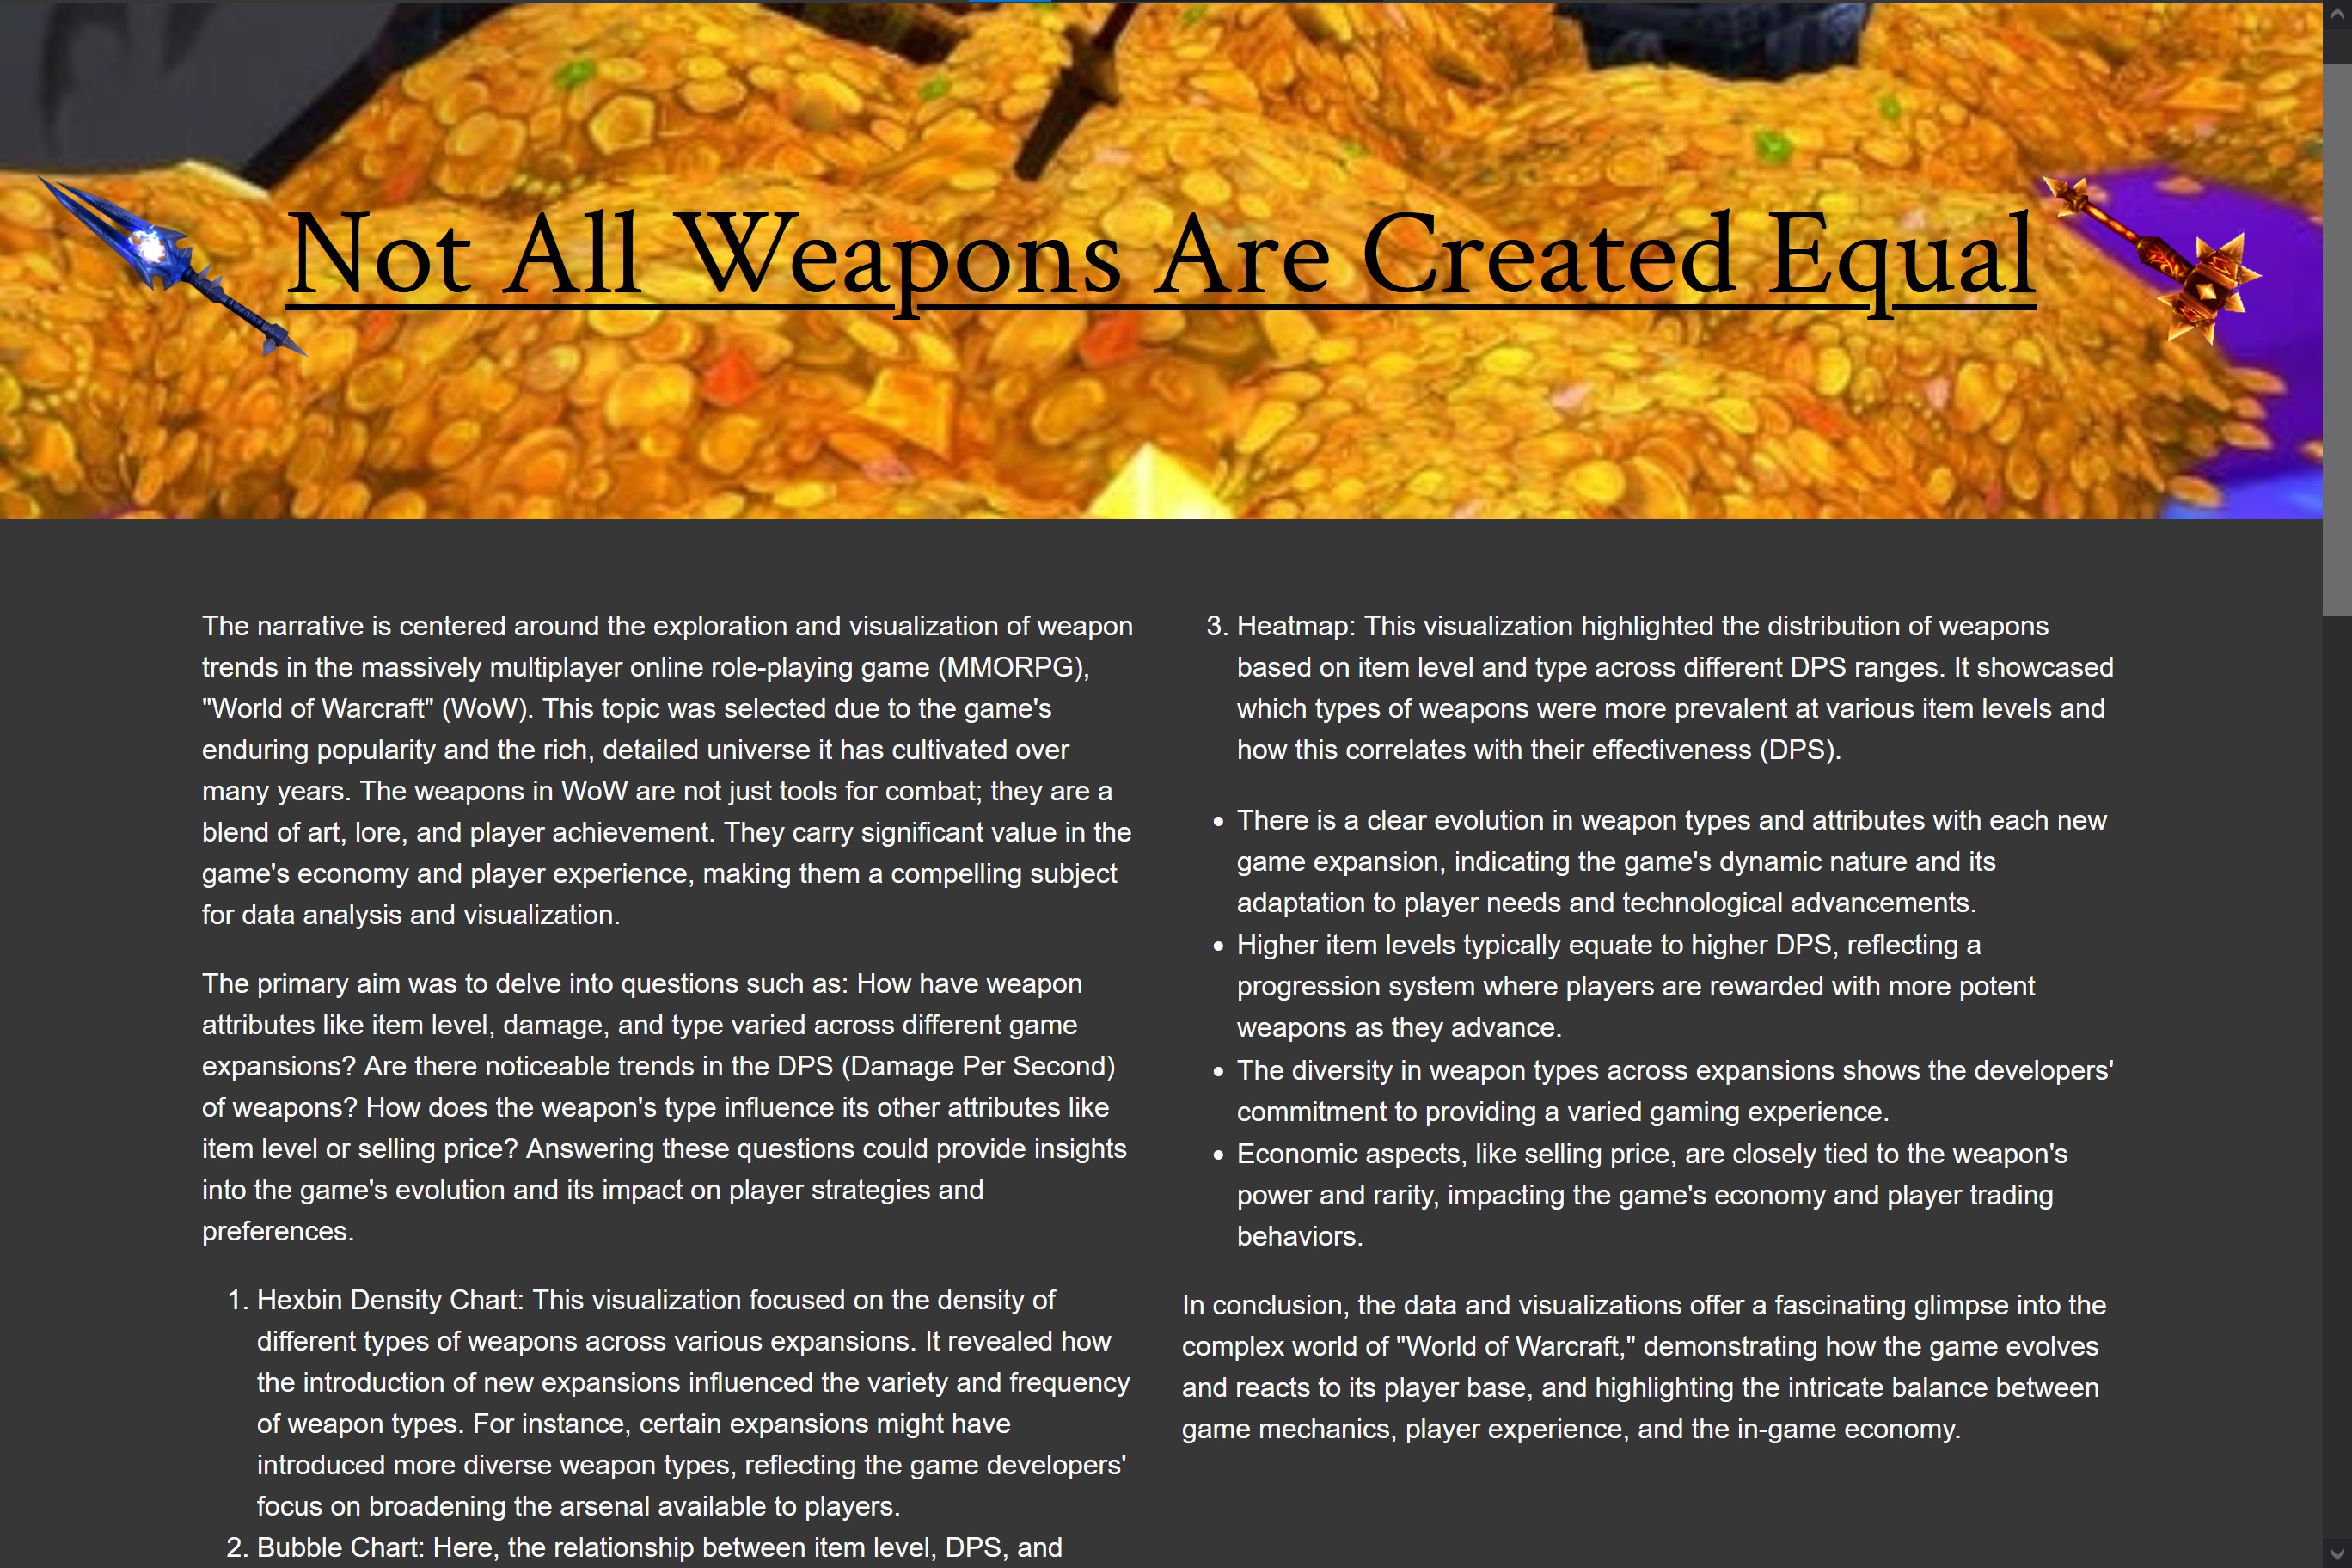 Not All Weapons Are Created Equal
The narrative is centered around the exploration and visualization of weapon
trends in the massively multiplayer online role-playing game (MMORPG),
"World of Warcraft" (WoW). This topic was selected due to the game's
enduring popularity and the rich, detailed universe it has cultivated over
many years. The weapons in WoW are not just tools for combat; they are a
blend of art, lore, and player achievement. They carry significant value in the
game's economy and player experience, making them a compelling subject
for data analysis and visualization.
The primary aim was to delve into questions such as: How have weapon
attributes like item level, damage, and type varied across different game
expansions? Are there noticeable trends in the DPS (Damage Per Second)
of weapons? How does the weapon's type influence its other attributes like
item level or selling price? Answering these questions could provide insights
into the game's evolution and its impact on player strategies and
preferences.
1. Hexbin Density Chart: This visualization focused on the density of
different types of weapons across various expansions. It revealed how
the introduction of new expansions influenced the variety and frequency
of weapon types. For instance, certain expansions might have
introduced more diverse weapon types, reflecting the game developers'
focus on broadening the arsenal available to players.
2. Bubble Chart: Here, the relationship between item level, DPS, and
3. Heatmap: This visualization highlighted the distribution of weapons
based on item level and type across different DPS ranges. It showcased
which types of weapons were more prevalent at various item levels and
how this correlates with their effectiveness (DPS).
• There is a clear evolution in weapon types and attributes with each new
game expansion, indicating the game's dynamic nature and its
adaptation to player needs and technological advancements.
• Higher item levels typically equate to higher DPS, reflecting a
progression system where players are rewarded with more potent
weapons as they advance.
• The diversity in weapon types across expansions shows the developers'
commitment to providing a varied gaming experience.
• Economic aspects, like selling price, are closely tied to the weapon's
power and rarity, impacting the game's economy and player trading
behaviors.
In conclusion, the data and visualizations offer a fascinating glimpse into the
complex world of "World of Warcraft," demonstrating how the game evolves
and reacts to its player base, and highlighting the intricate balance between
game mechanics, player experience, and the in-game economy.